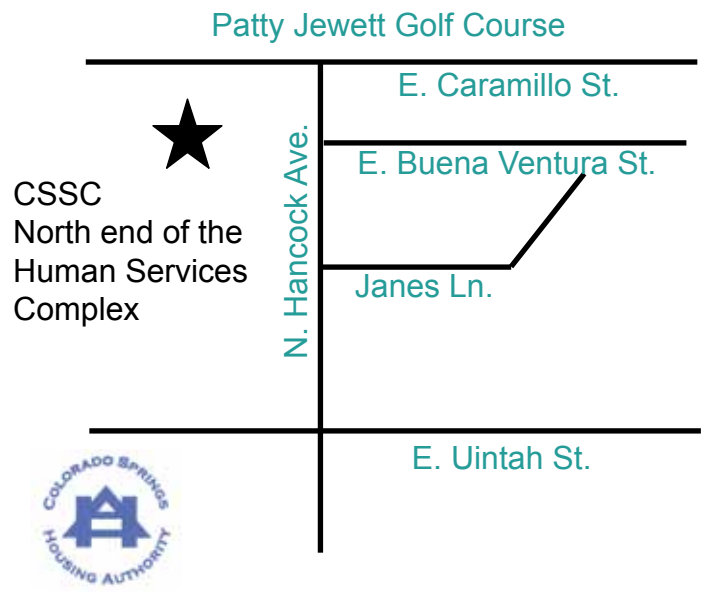 Patty Jewett Golf Course
E. Caramillo St.
N. Hancock Ave.
E. Buena Ventura St.
CSSC
North end of the
Human Services
Complex
Janes Ln.
E. Uintah St.
COLORADO SPRINGS
HOUSING AUTHORITY